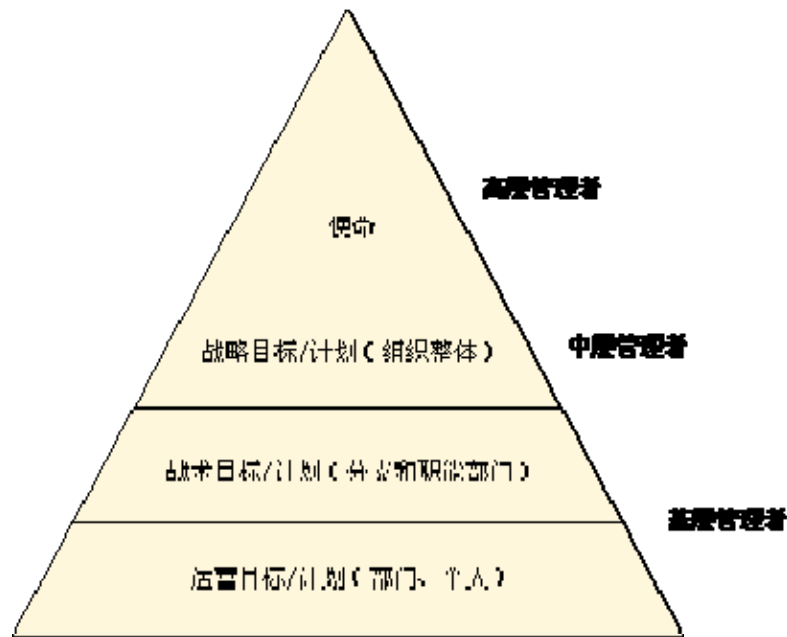 高层管理者
使命
战略目标/计划(组织整体)
中层管理者
战术目标/计划(分支和职能部门)
基层管理者
运营目标/计划(部门、个人)